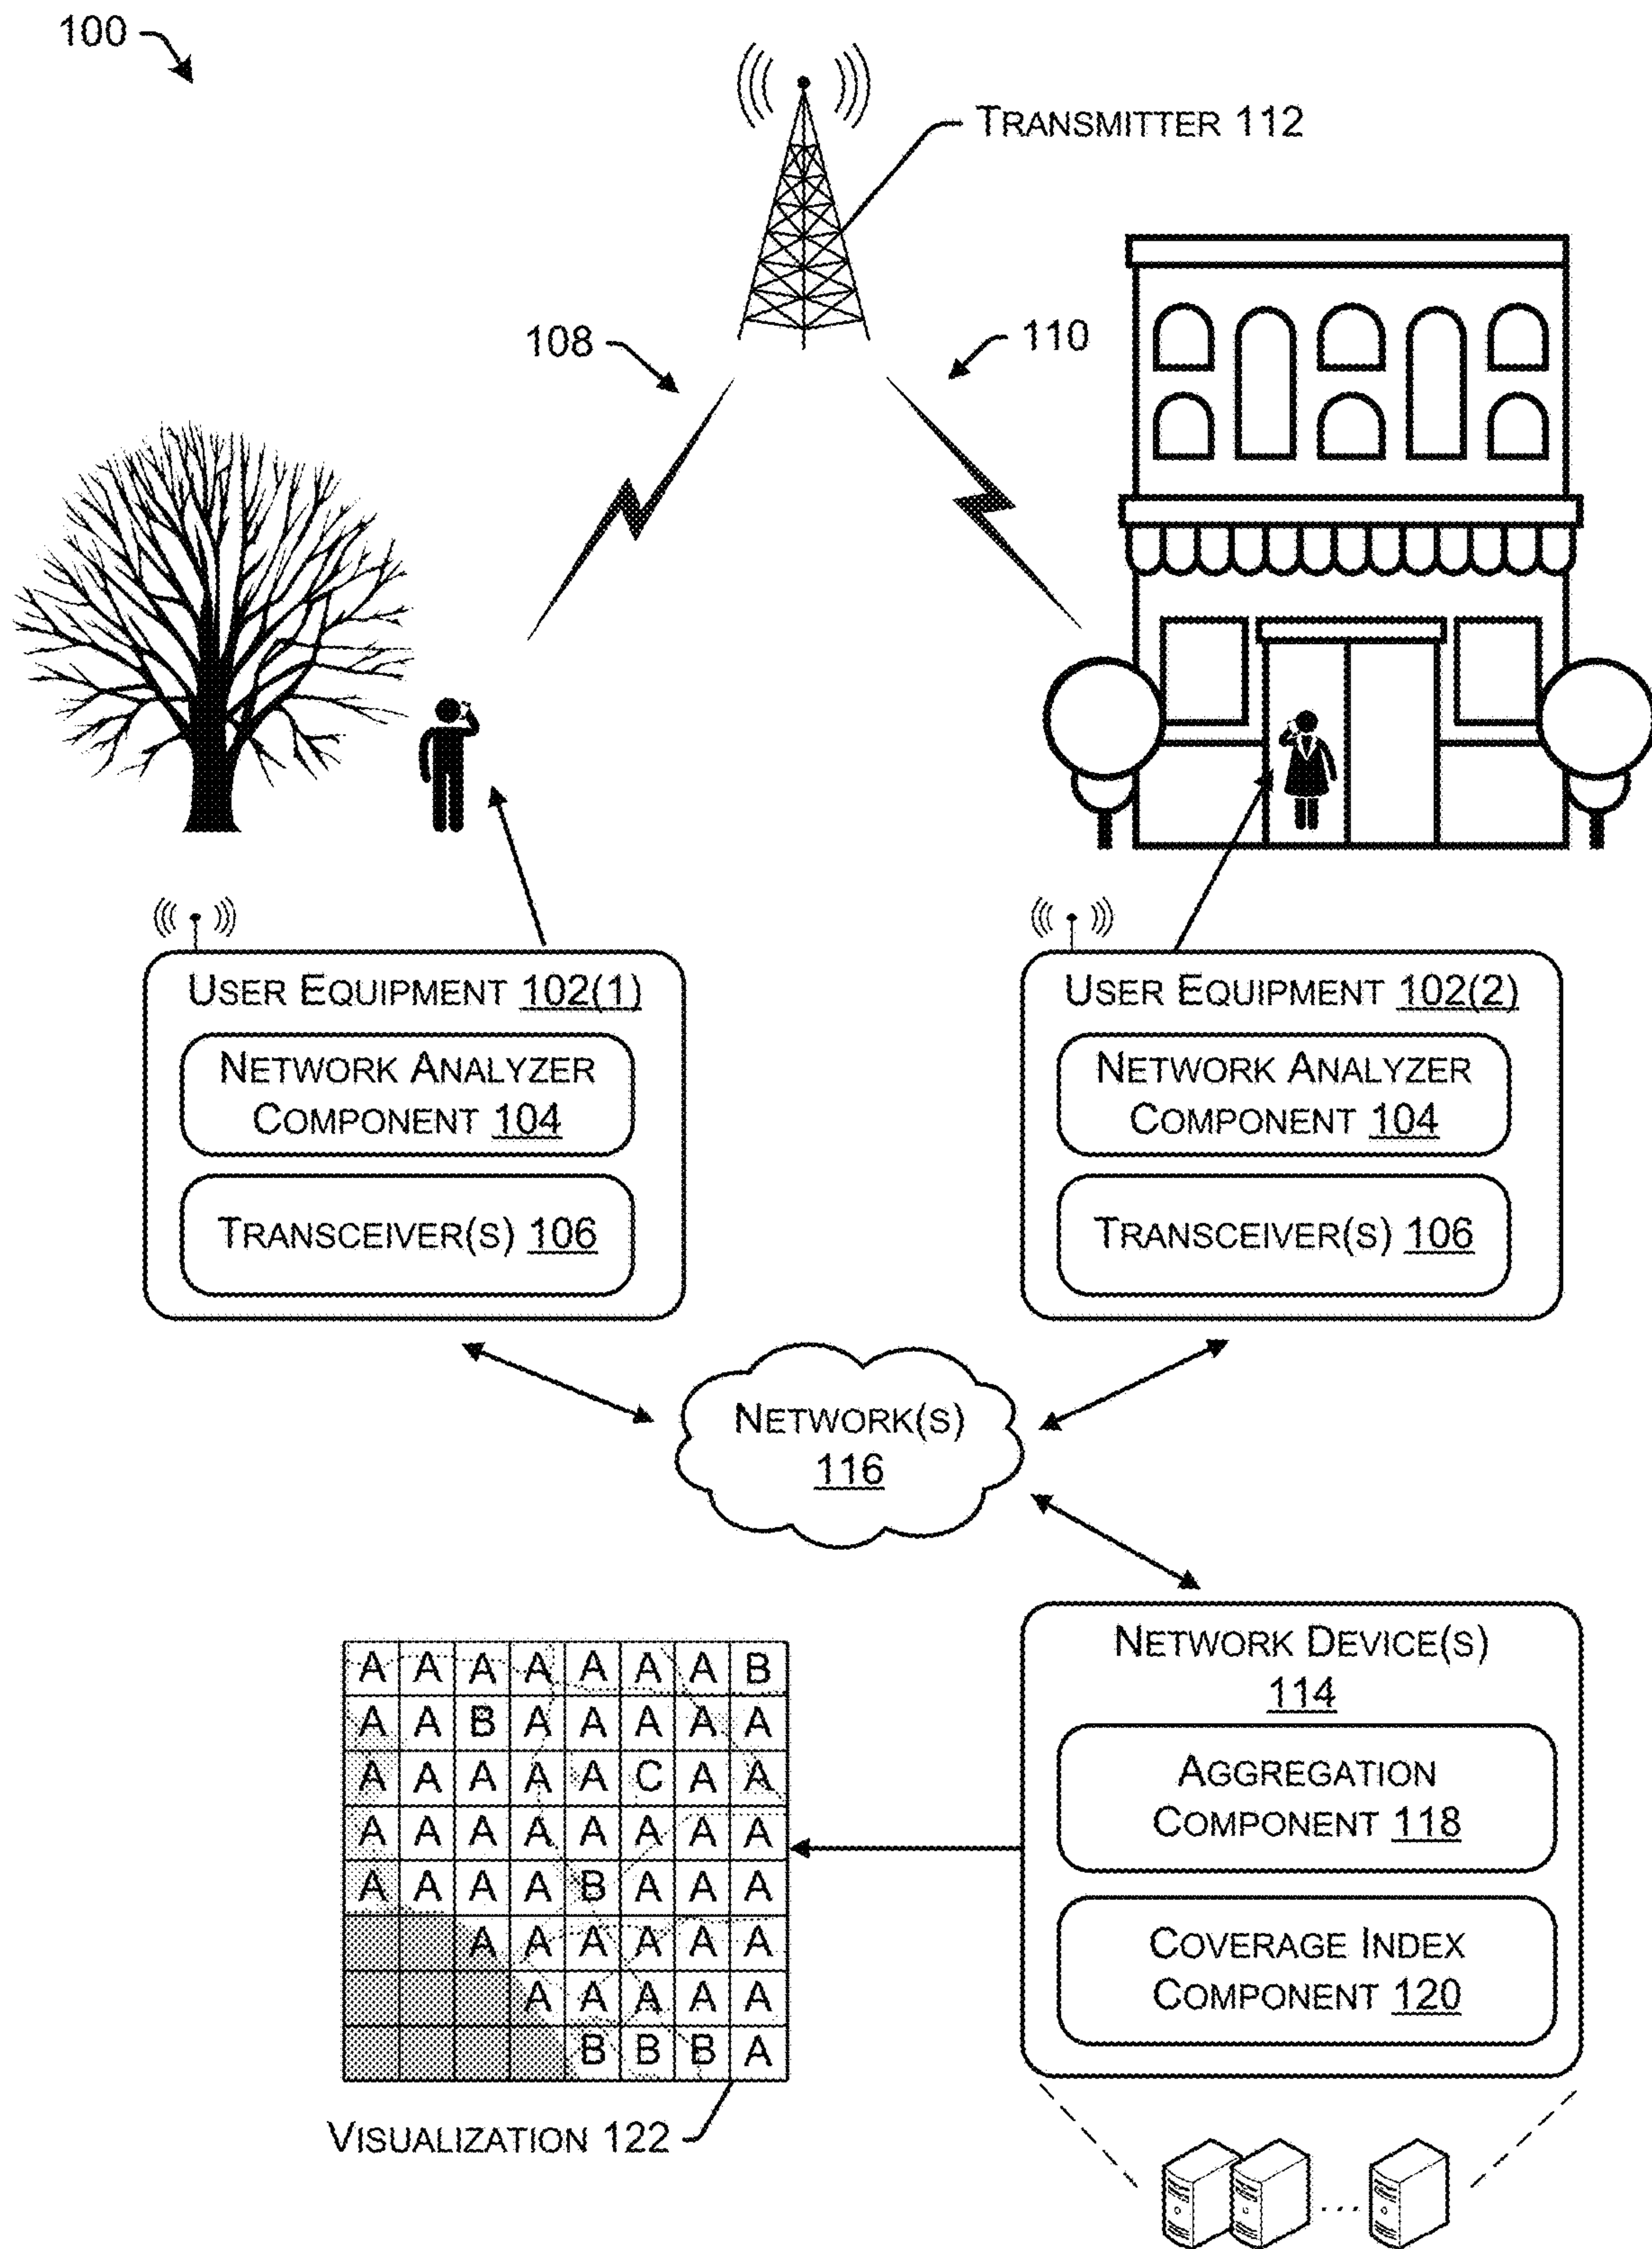 100
TRANSMITTER 112
108
110
USER EQUIPMENT 102(1)
NETWORK ANALYZER
COMPONENT 104
TRANSCEIVER(S) 106
USER EQUIPMENT 102(2)
NETWORK ANALYZER
COMPONENT 104
TRANSCEIVER(S) 106
NETWORK(S)
116
NETWORK DEVICE(S)
114
AGGREGATION
COMPONENT 118
COVERAGE INDEX
COMPONENT 120
A A A A A A A B
A A B A A A A A
A A A A A C A A
A A A A A A A A
A A A A B A A A
A A A A A A
A A A A A
B B B A
VISUALIZATION 122
...